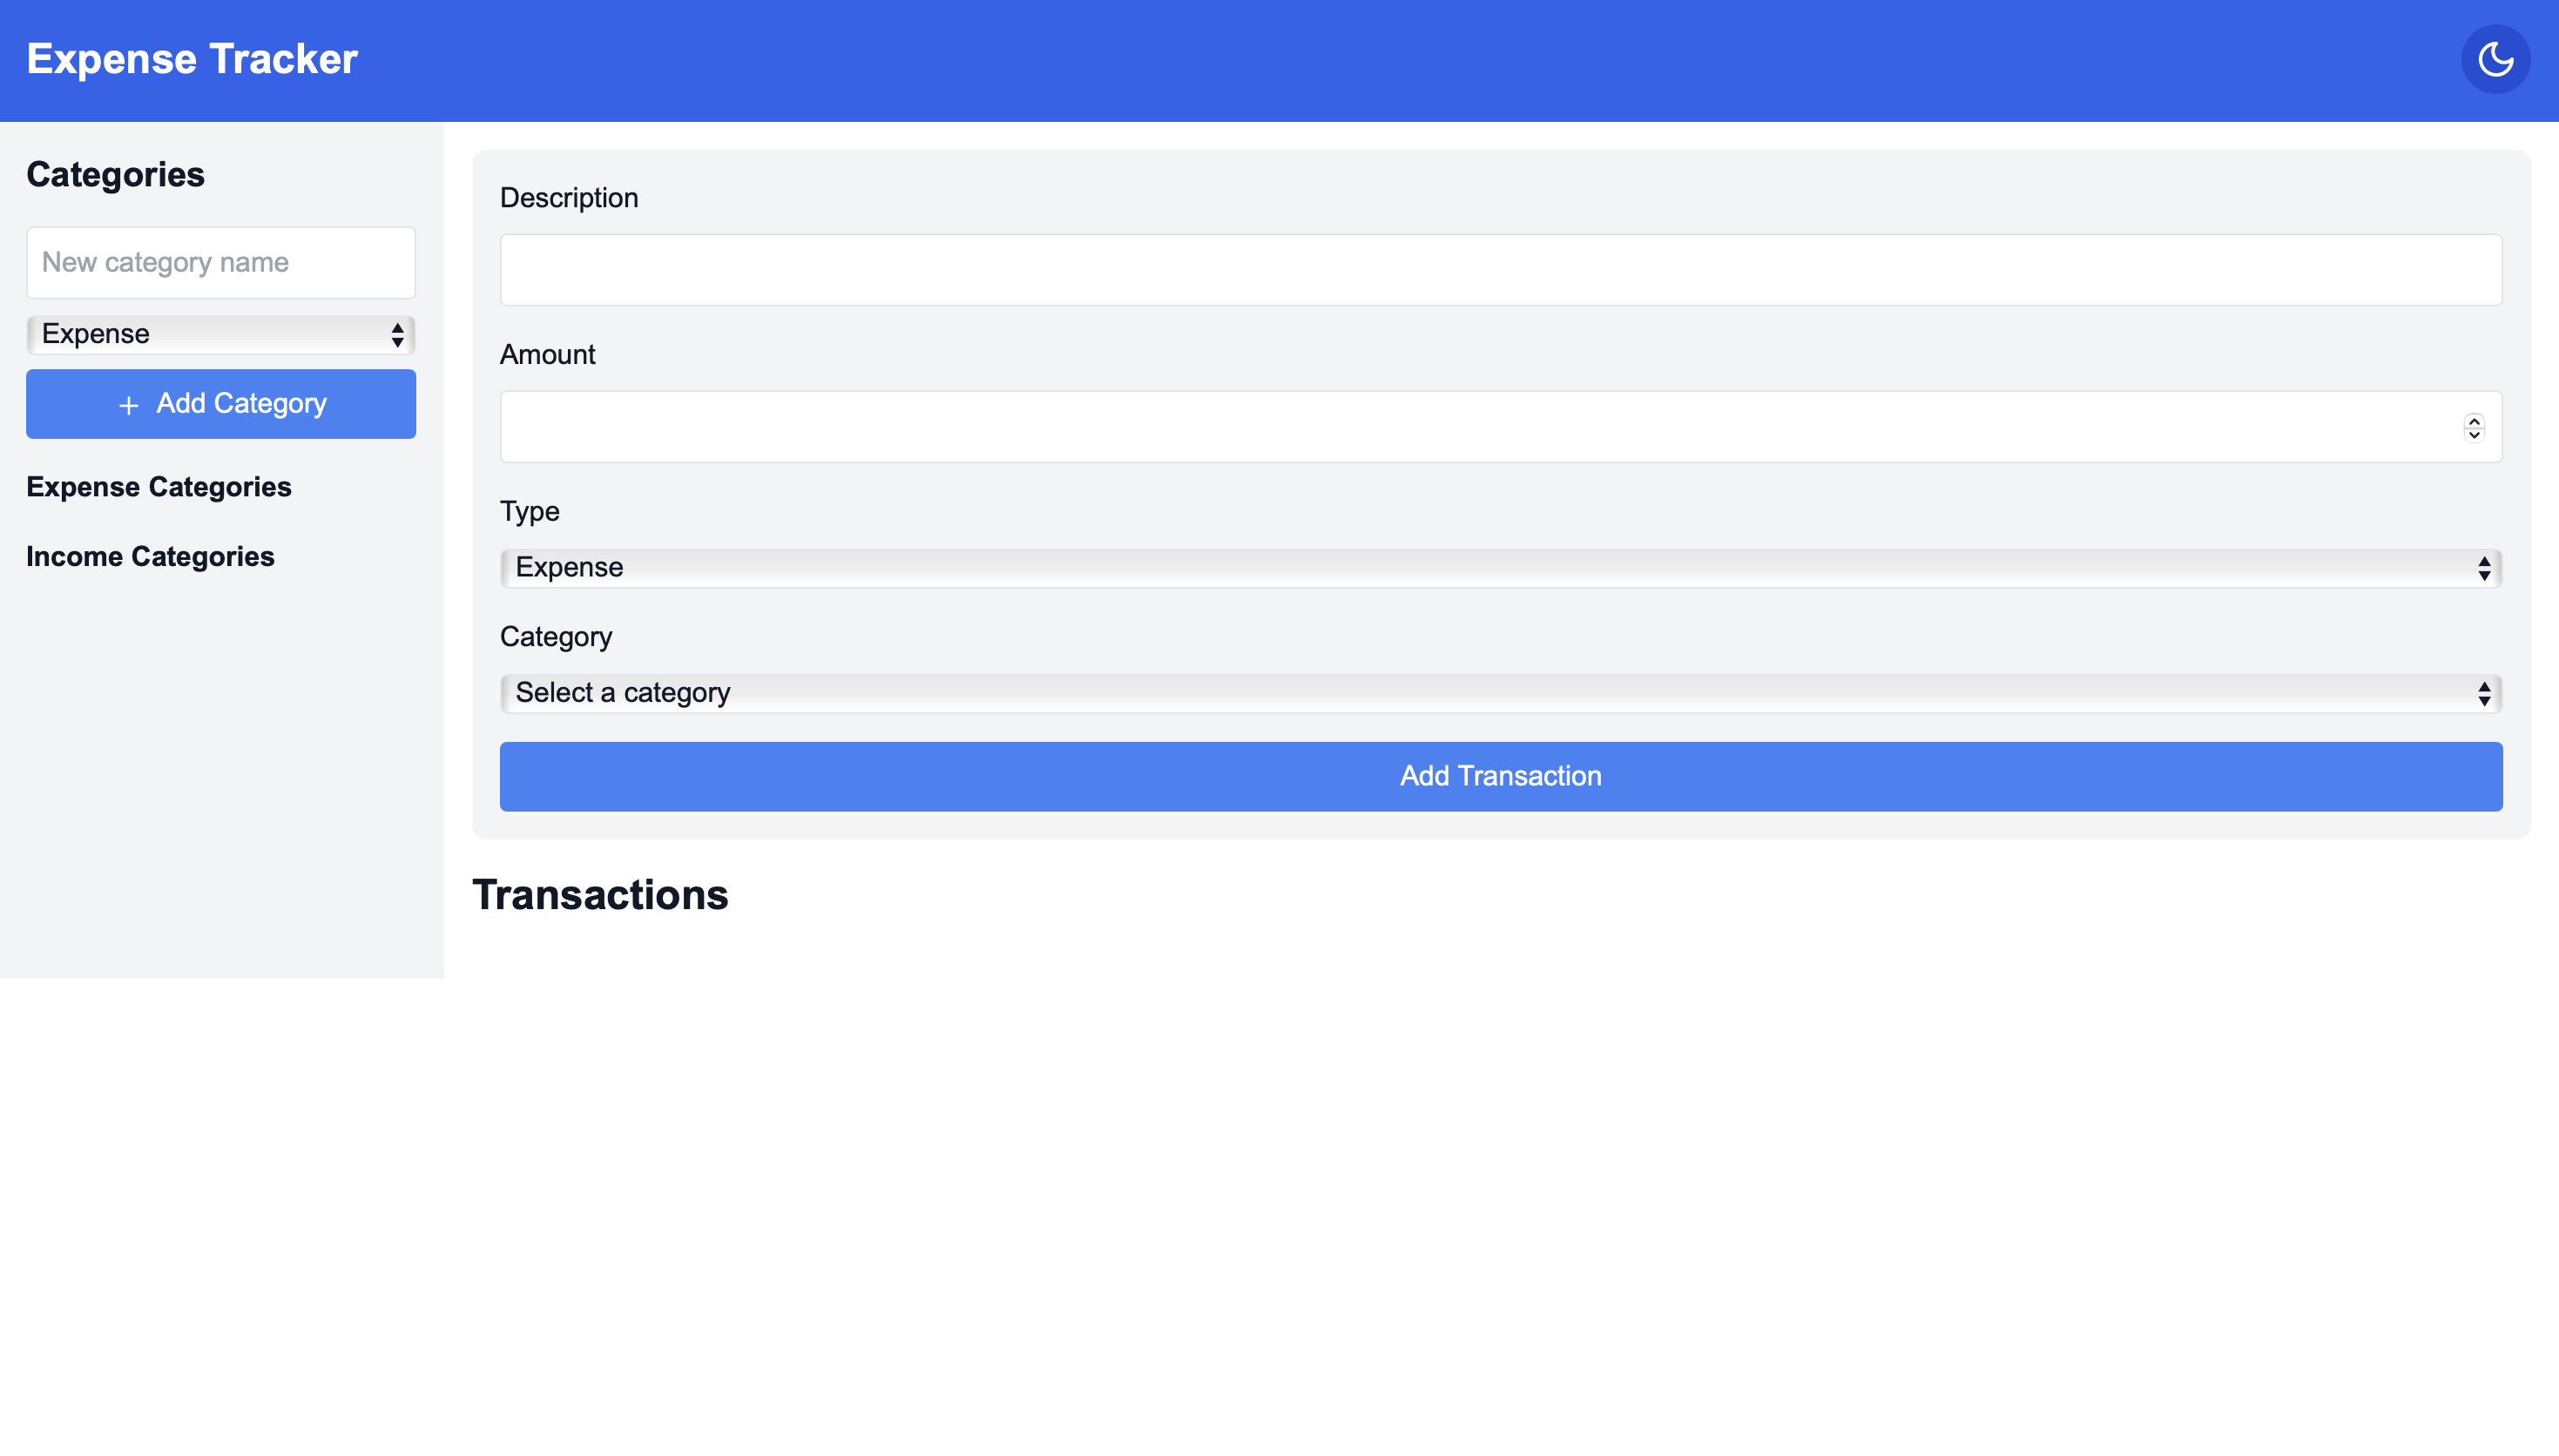 Expense Tracker
Categories
New category name
Expense
+ Add Category
Expense Categories
Income Categories
Description
Amount
Type
Expense
Category
Select a category
Add Transaction
Transactions